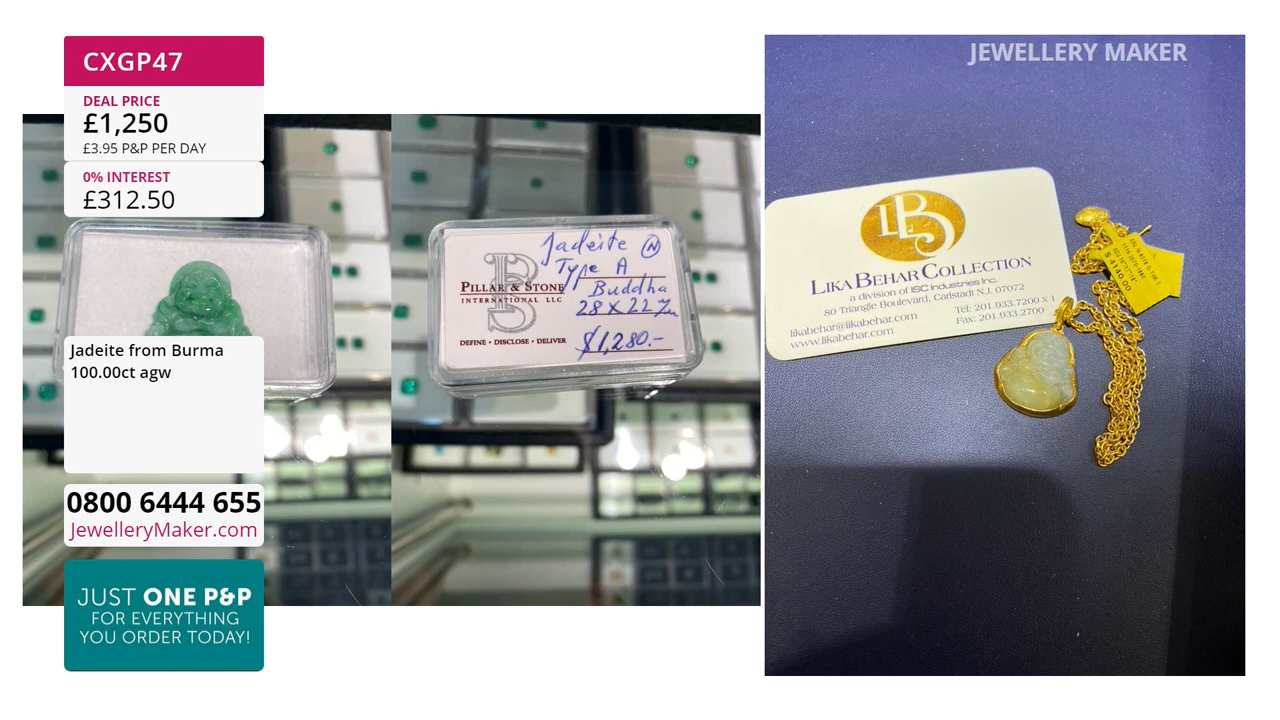 CXGP47
DEAL PRICE
£1,250
£3.95 P&P PER DAY
0% INTEREST
£312.50
Jadeite from Burma
100.00ct agw
0800 6444 655
JewelleryMaker.com
JUST ONE P&P
FOR EVERYTHING
YOU ORDER TODAY!
Jadeite N
Type A
Buddha
28 X 22
$1,280.-
PILLAR & STONE
INTERNATIONAL LLC
DEFINE • DISCLOSE • DELIVER
JEWELLERY MAKER
LIKA BEHAR COLLECTION
a division of ISC Industries Inc.
80 Triangle Boulevard, Carlstadt N.J. 07072
likabehar@likabehar.com
www.likabehar.com
Tel: 201.933.7200 x 1
Fax: 201.933.2700
$ 4140.00